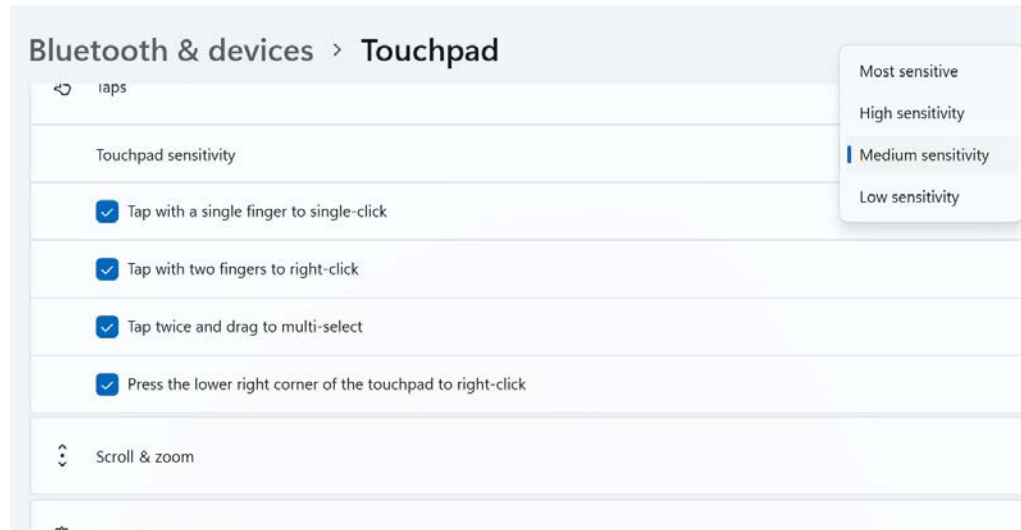 Bluetooth & devices > Touchpad
Taps
Most sensitive
High sensitivity
Touchpad sensitivity
Medium sensitivity
Low sensitivity
Tap with a single finger to single-click
Tap with two fingers to right-click
Tap twice and drag to multi-select
Press the lower right corner of the touchpad to right-click
Scroll & zoom